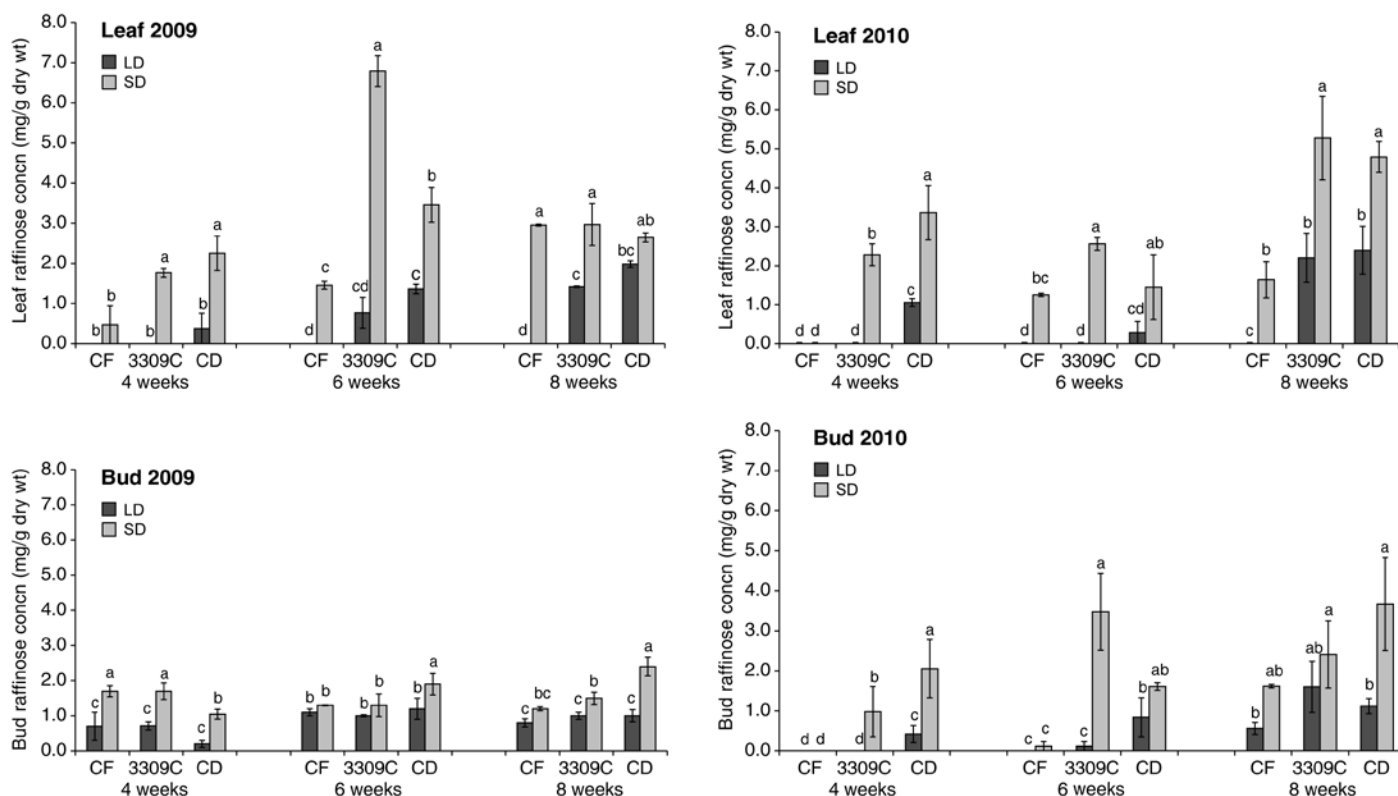 Leaf 2009
LD
SD
Leaf raffinose concn (mg/g dry wt)
8.0
7.0
6.0
5.0
4.0
3.0
2.0
1.0
0.0
b b b a b a
d c cd a c b
d a c a bc ab
CF 3309C CD CF 3309C CD CF 3309C CD
4 weeks 6 weeks 8 weeks
Leaf 2010
LD
SD
Leaf raffinose concn (mg/g dry wt)
8.0
7.0
6.0
5.0
4.0
3.0
2.0
1.0
0.0
d d d b c a
d bc d a cd ab
c b b a b a
CF 3309C CD CF 3309C CD CF 3309C CD
4 weeks 6 weeks 8 weeks
Bud 2009
LD
SD
Bud raffinose concn (mg/g dry wt)
8.0
7.0
6.0
5.0
4.0
3.0
2.0
1.0
0.0
c a c a c b
b b b b b a
c bc c b c a
CF 3309C CD CF 3309C CD CF 3309C CD
4 weeks 6 weeks 8 weeks
Bud 2010
LD
SD
Bud raffinose concn (mg/g dry wt)
8.0
7.0
6.0
5.0
4.0
3.0
2.0
1.0
0.0
d d d b c a
c c c a b ab
b ab ab a b a
CF 3309C CD CF 3309C CD CF 3309C CD
4 weeks 6 weeks 8 weeks